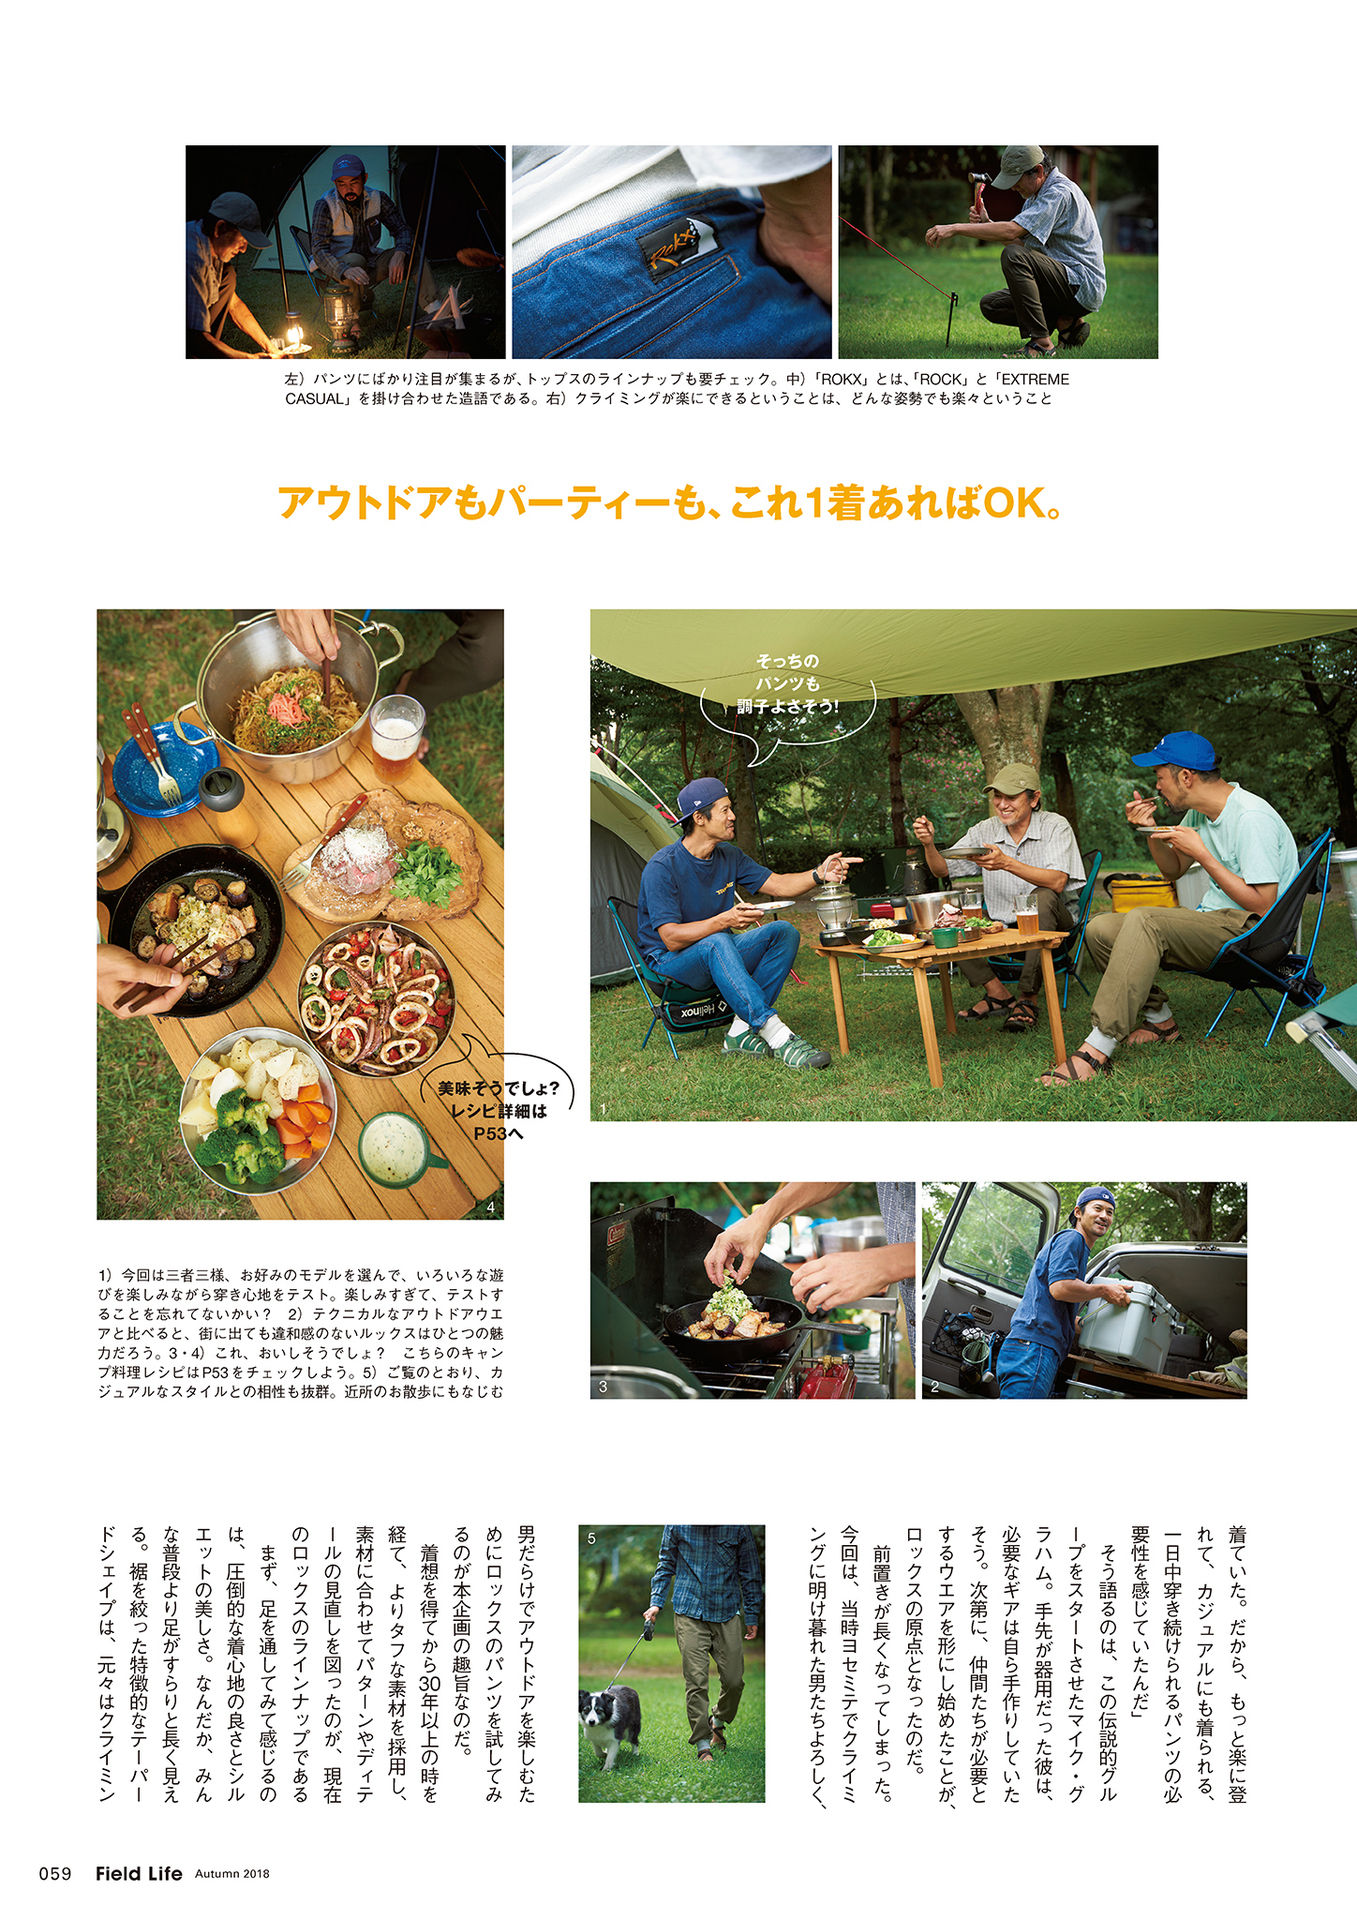 Rokx
左）パンツにばかり注目が集まるが、トップスのラインナップも要チェック。中）「ROKX」とは、「ROCK」と「EXTREME
CASUAL」を掛け合わせた造語である。右）クライミングが楽にできるということは、どんな姿勢でも楽々ということ
アウトドアもパーティーも、これ1着あればOK。
そっちの
パンツも
調子よさそう!
Helinox
1
美味そうでしょ?
レシピ詳細は
P53へ
4
Coleman
3
2
1）今回は三者三様、お好みのモデルを選んで、いろいろな遊
びを楽しみながら穿き心地をテスト。楽しみすぎて、テストす
ることを忘れてないかい？　2）テクニカルなアウトドアウエ
アと比べると、街に出ても違和感のないルックスはひとつの魅
力だろう。3・4）これ、おいしそうでしょ？　こちらのキャン
プ料理レシピはP53をチェックしよう。5）ご覧のとおり、カ
ジュアルなスタイルとの相性も抜群。近所のお散歩にもなじむ
着ていた。だから、もっと楽に登
れて、カジュアルにも着られる、
一日中穿き続けられるパンツの必
要性を感じていたんだ」
そう語るのは、この伝説的グル
ープをスタートさせたマイク・グ
ラハム。手先が器用だった彼は、
必要なギアは自ら手作りしていた
そう。次第に、仲間たちが必要と
するウエアを形にし始めたことが、
ロックスの原点となったのだ。
前置きが長くなってしまった。
今回は、当時ヨセミテでクライミ
ングに明け暮れた男たちよろしく、
5
男だらけでアウトドアを楽しむた
めにロックスのパンツを試してみ
るのが本企画の趣旨なのだ。
着想を得てから30年以上の時を
経て、よりタフな素材を採用し、
素材に合わせてパターンやディテ
ールの見直しを図ったのが、現在
のロックスのラインナップである
まず、足を通してみて感じるの
は、圧倒的な着心地の良さとシル
エットの美しさ。なんだか、みん
な普段より足がすらりと長く見え
る。裾を絞った特徴的なテーパー
ドシェイプは、元々はクライミン
059 Field Life Autumn 2018